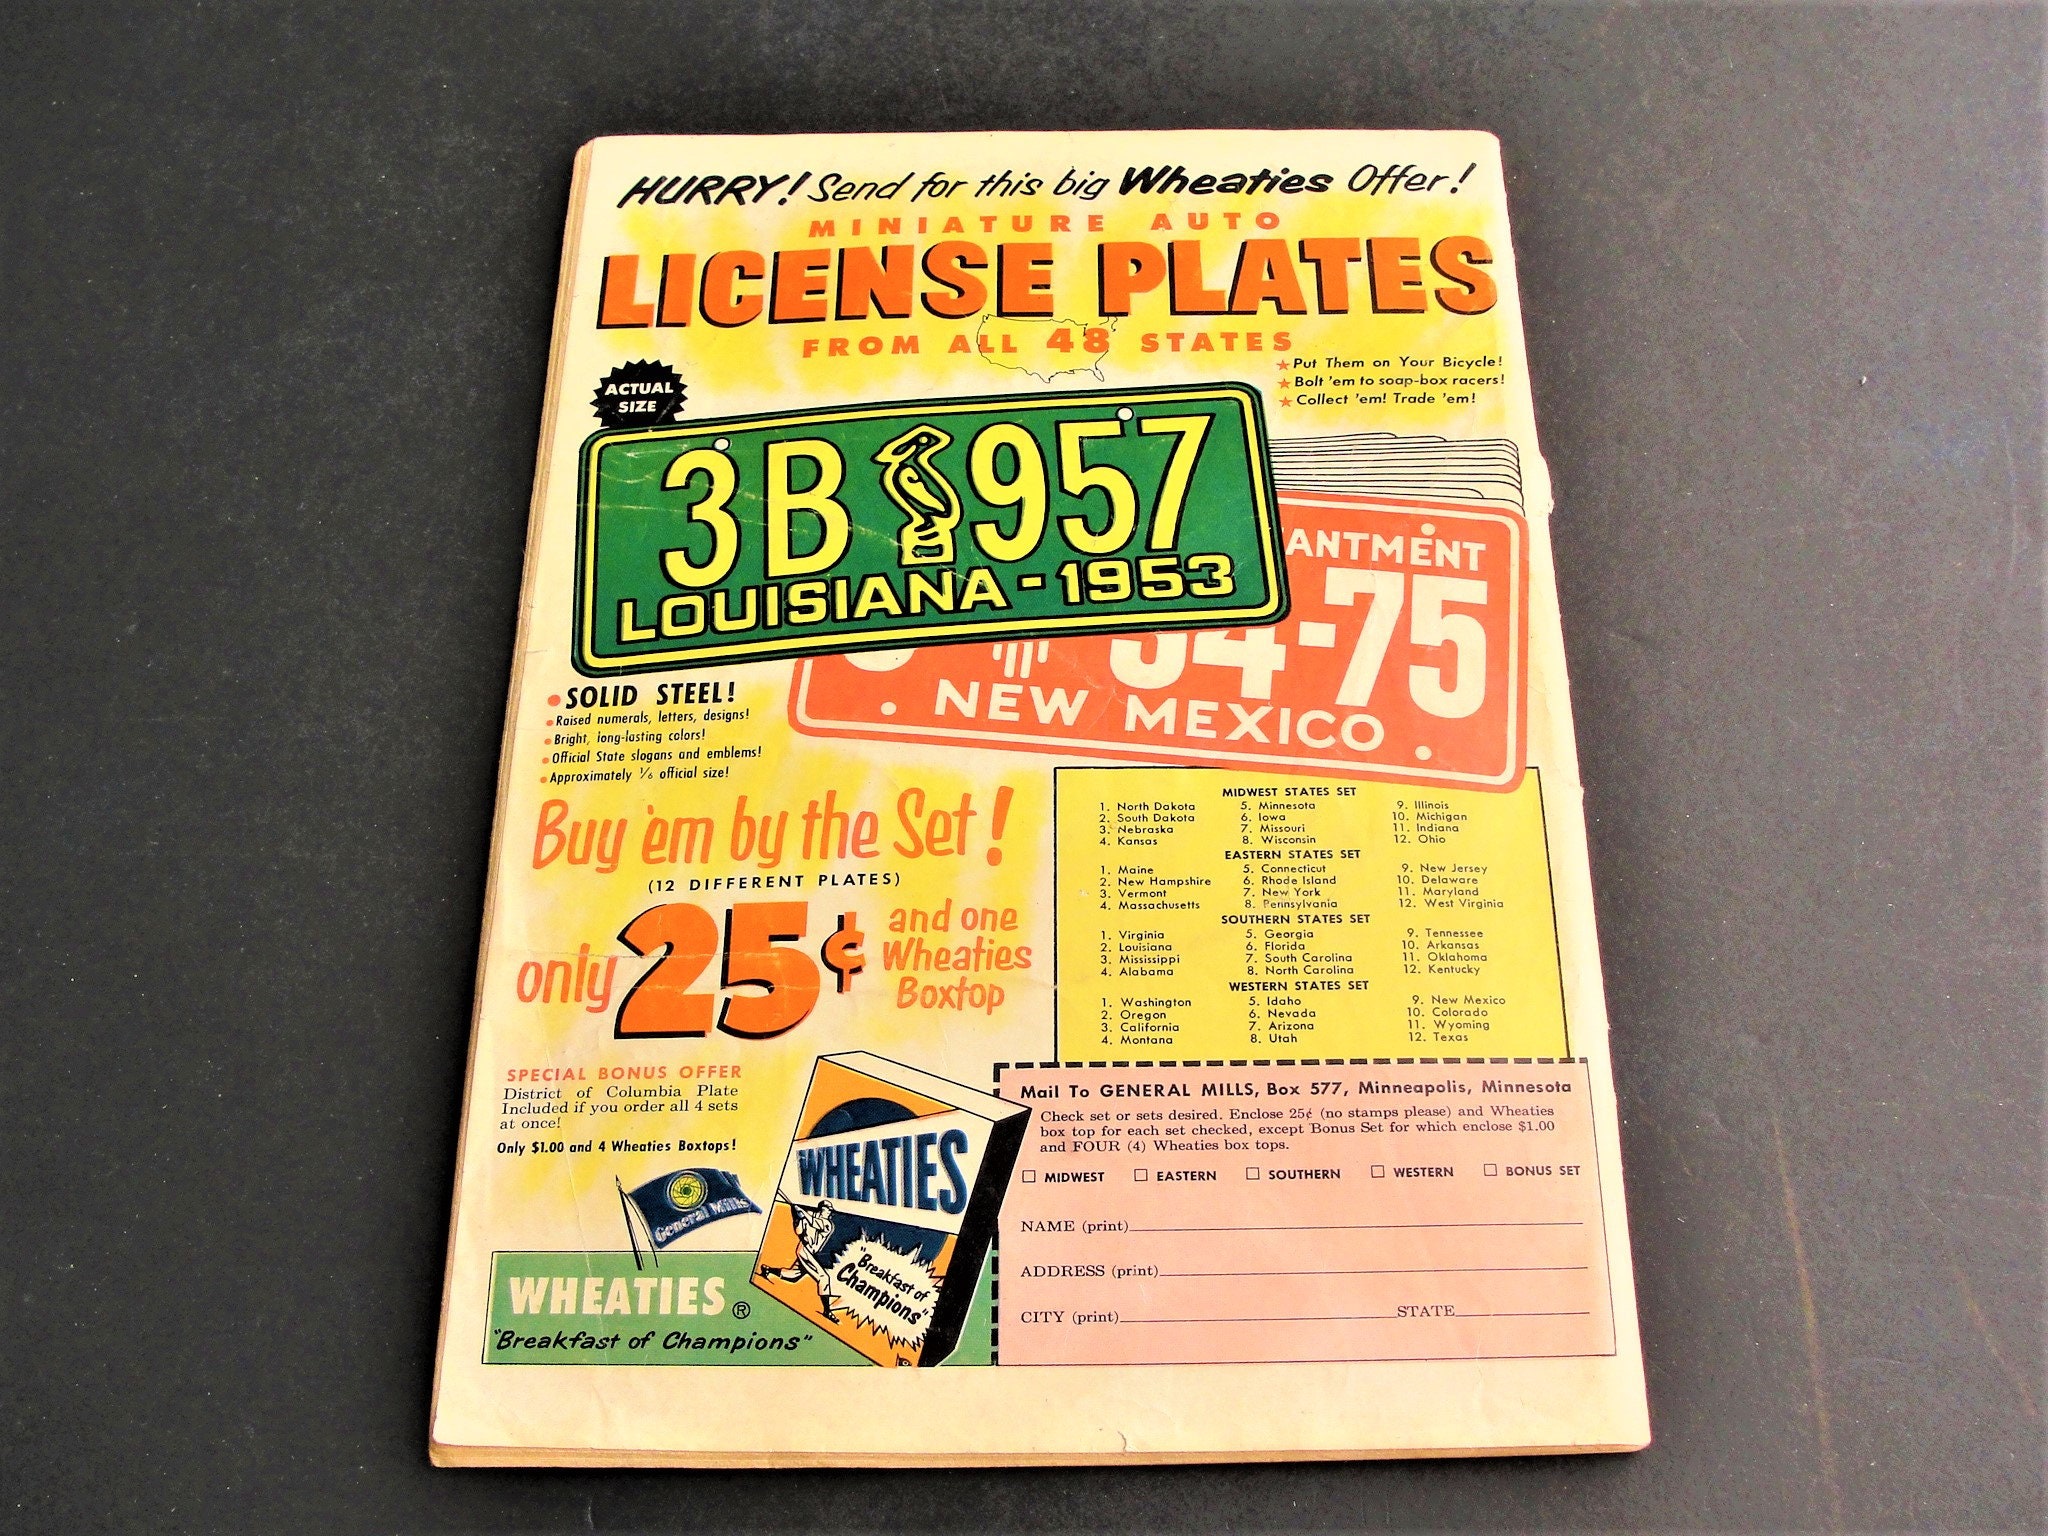 HURRY! Send for this big Wheaties Offer!
MINIATURE AUTO
LICENSE PLATES
FROM ALL 48 STATES
★ Put Them on Your Bicycle!
★ Bolt 'em to soap-box racers!
★ Collect 'em! Trade 'em!
ACTUAL
SIZE
3B 957
LOUISIANA-1953
ANTMENT
54-75
NEW MEXICO
• SOLID STEEL!
• Raised numerals, letters, designs!
• Bright, long-lasting colors!
• Official State slogans and emblems!
• Approximately 1/6 official size!
Buy 'em by the Set!
(12 DIFFERENT PLATES)
only 25¢ and one
Wheaties
Boxtop
MIDWEST STATES SET
1. North Dakota 5. Minnesota 9. Illinois
2. South Dakota 6. Iowa 10. Michigan
3. Nebraska 7. Missouri 11. Indiana
4. Kansas 8. Wisconsin 12. Ohio
EASTERN STATES SET
1. Maine 5. Connecticut 9. New Jersey
2. New Hampshire 6. Rhode Island 10. Delaware
3. Vermont 7. New York 11. Maryland
4. Massachusetts 8. Pennsylvania 12. West Virginia
SOUTHERN STATES SET
1. Virginia 5. Georgia 9. Tennessee
2. Louisiana 6. Florida 10. Arkansas
3. Mississippi 7. South Carolina 11. Oklahoma
4. Alabama 8. North Carolina 12. Kentucky
WESTERN STATES SET
1. Washington 5. Idaho 9. New Mexico
2. Oregon 6. Nevada 10. Colorado
3. California 7. Arizona 11. Wyoming
4. Montana 8. Utah 12. Texas
SPECIAL BONUS OFFER
District of Columbia Plate
Included if you order all 4 sets
at once!
Only $1.00 and 4 Wheaties Boxtops!
General Mills
WHEATIES
"Breakfast of
Champions"
WHEATIES ®
"Breakfast of Champions"
Mail To GENERAL MILLS, Box 577, Minneapolis, Minnesota
Check set or sets desired. Enclose 25¢ (no stamps please) and Wheaties
box top for each set checked, except Bonus Set for which enclose $1.00
and FOUR (4) Wheaties box tops.
☐ MIDWEST ☐ EASTERN ☐ SOUTHERN ☐ WESTERN ☐ BONUS SET
NAME (print)
ADDRESS (print)
CITY (print) STATE